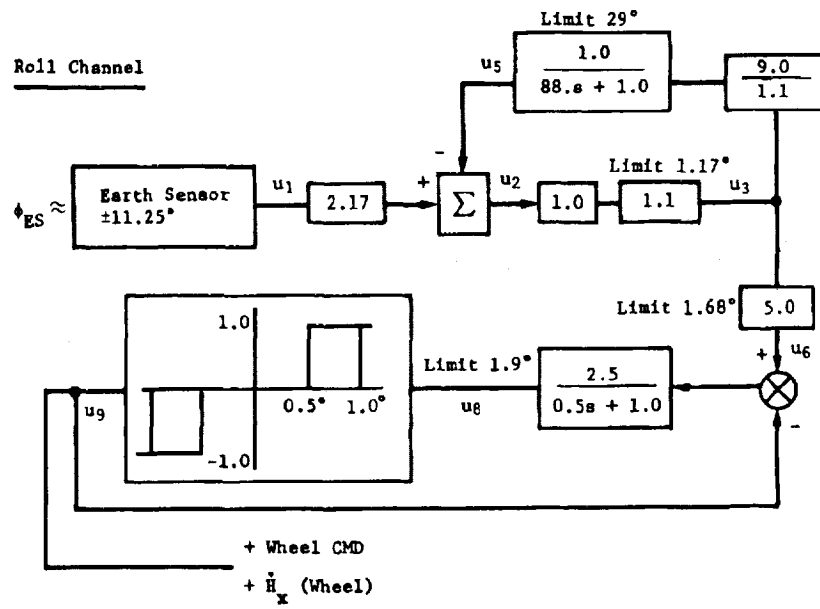 Limit 29°
Roll Channel
u5
1.0
88.s + 1.0
9.0
1.1
-
Limit 1.17°
ϕES ≈
Earth Sensor
±11.25°
u1
2.17
+
Σ
u2
1.0
1.1
u3
Limit 1.68°
5.0
1.0
Limit 1.9°
+
u6
u9
0.5°
1.0°
u8
2.5
0.5s + 1.0
-
-1.0
+ Wheel CMD
+ Ḣx (Wheel)